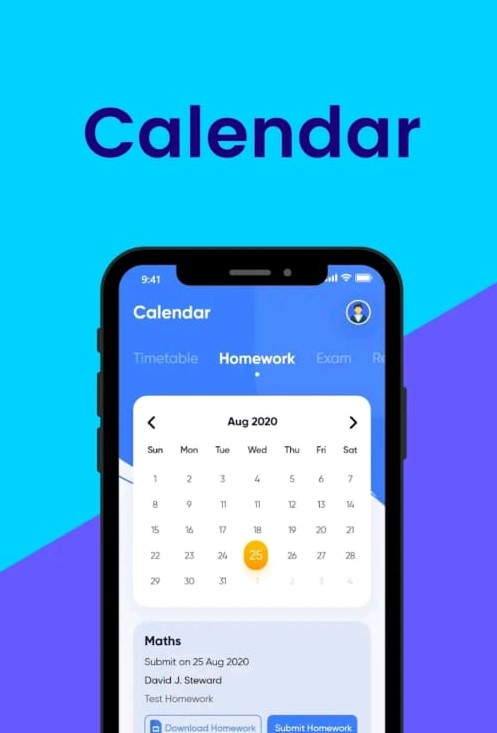 Calendar
9:41
Calendar
Timetable Homework Exam Re
Aug 2020
Sun Mon Tue Wed Thu Fri Sat
1 2 3 4 5 6 7
8 9 11 11 12 13 14
15 16 17 18 19 20 21
22 23 24 25 26 27 28
29 30 31 1 2 3 4
Maths
Submit on 25 Aug 2020
David J. Steward
Test Homework
Download Homework Submit Homework